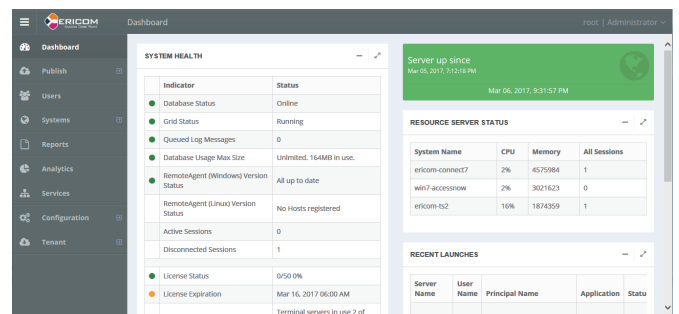 ERICOM
Dashboard
root | Administrator
Dashboard
Publish
Users
Systems
Reports
Analytics
Services
Configuration
Tenant
SYSTEM HEALTH
Indicator Status
Database Status Online
Grid Status Running
Queued Log Messages 0
Database Usage Max Size Unlimited. 164MB in use.
RemoteAgent (Windows) Version Status All up to date
RemoteAgent (Linux) Version Status No Hosts registered
Active Sessions 0
Disconnected Sessions 1
License Status 0/50 0%
License Expiration Mar 16, 2017 06:00 AM
Terminal servers in use 2 of
Server up since
Mar 05, 2017, 7:12:18 PM
Mar 06, 2017, 9:31:57 PM
RESOURCE SERVER STATUS
System Name CPU Memory All Sessions
ericom-connect7 2% 4575984 1
win7-accessnow 2% 3021623 0
ericom-ts2 16% 1874359 1
RECENT LAUNCHES
Server Name User Name Principal Name Application Statu